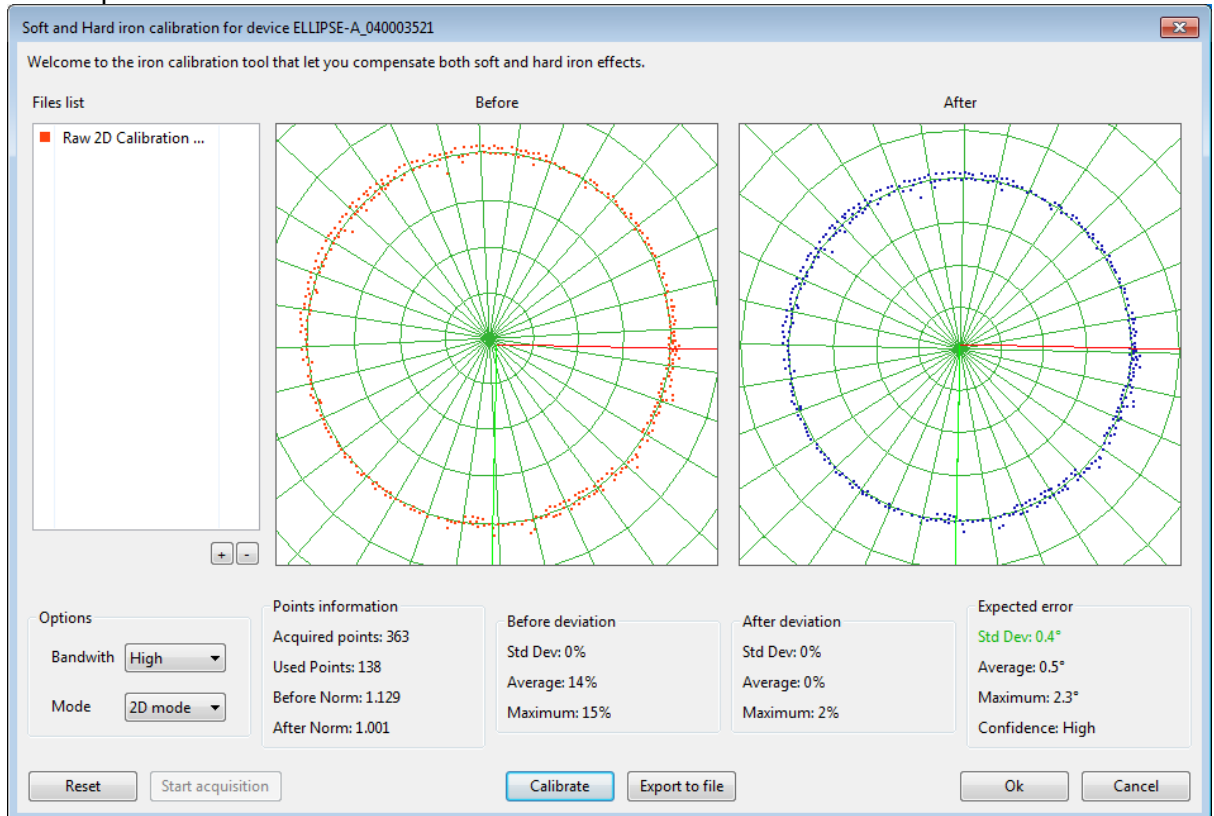 Soft and Hard iron calibration for device ELLIPSE-A_040003521
Welcome to the iron calibration tool that let you compensate both soft and hard iron effects.
Files list
Before
After
Raw 2D Calibration ...
+ -
Options
Bandwith High
Mode 2D mode
Points information
Acquired points: 363
Used Points: 138
Before Norm: 1.129
After Norm: 1.001
Before deviation
Std Dev: 0%
Average: 14%
Maximum: 15%
After deviation
Std Dev: 0%
Average: 0%
Maximum: 2%
Expected error
Std Dev: 0.4°
Average: 0.5°
Maximum: 2.3°
Confidence: High
Reset
Start acquisition
Calibrate
Export to file
Ok
Cancel